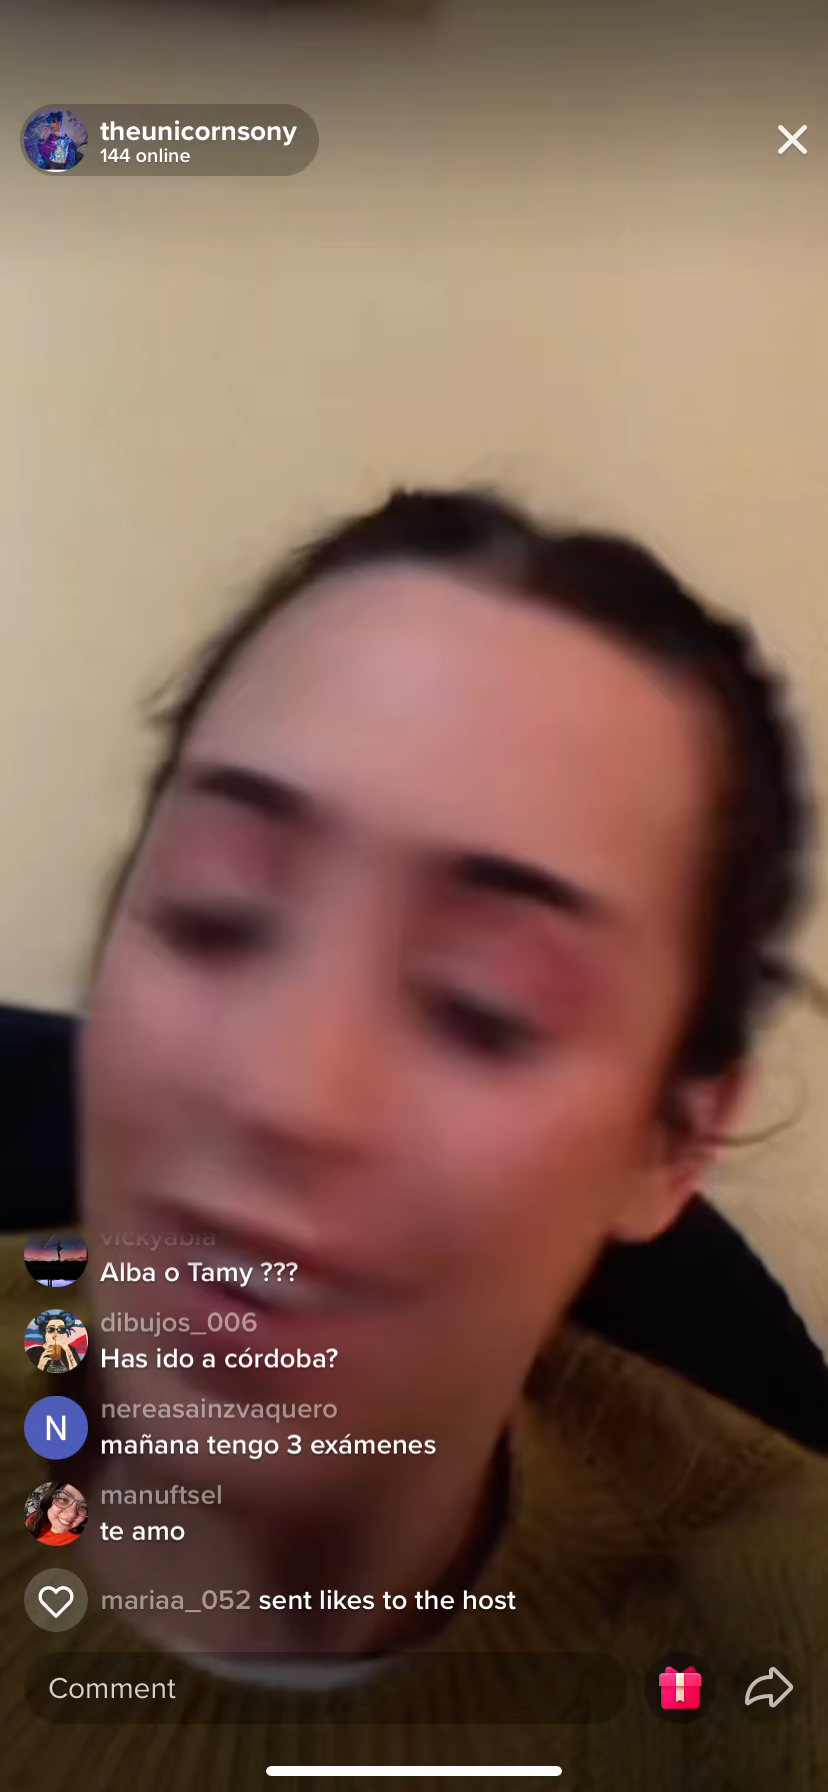 theunicornsony
144 online
vickyabla
Alba o Tamy ???
dibujos_006
Has ido a córdoba?
N
nereasainzvaquero
mañana tengo 3 exámenes
manuftsel
te amo
mariaa_052 sent likes to the host
Comment